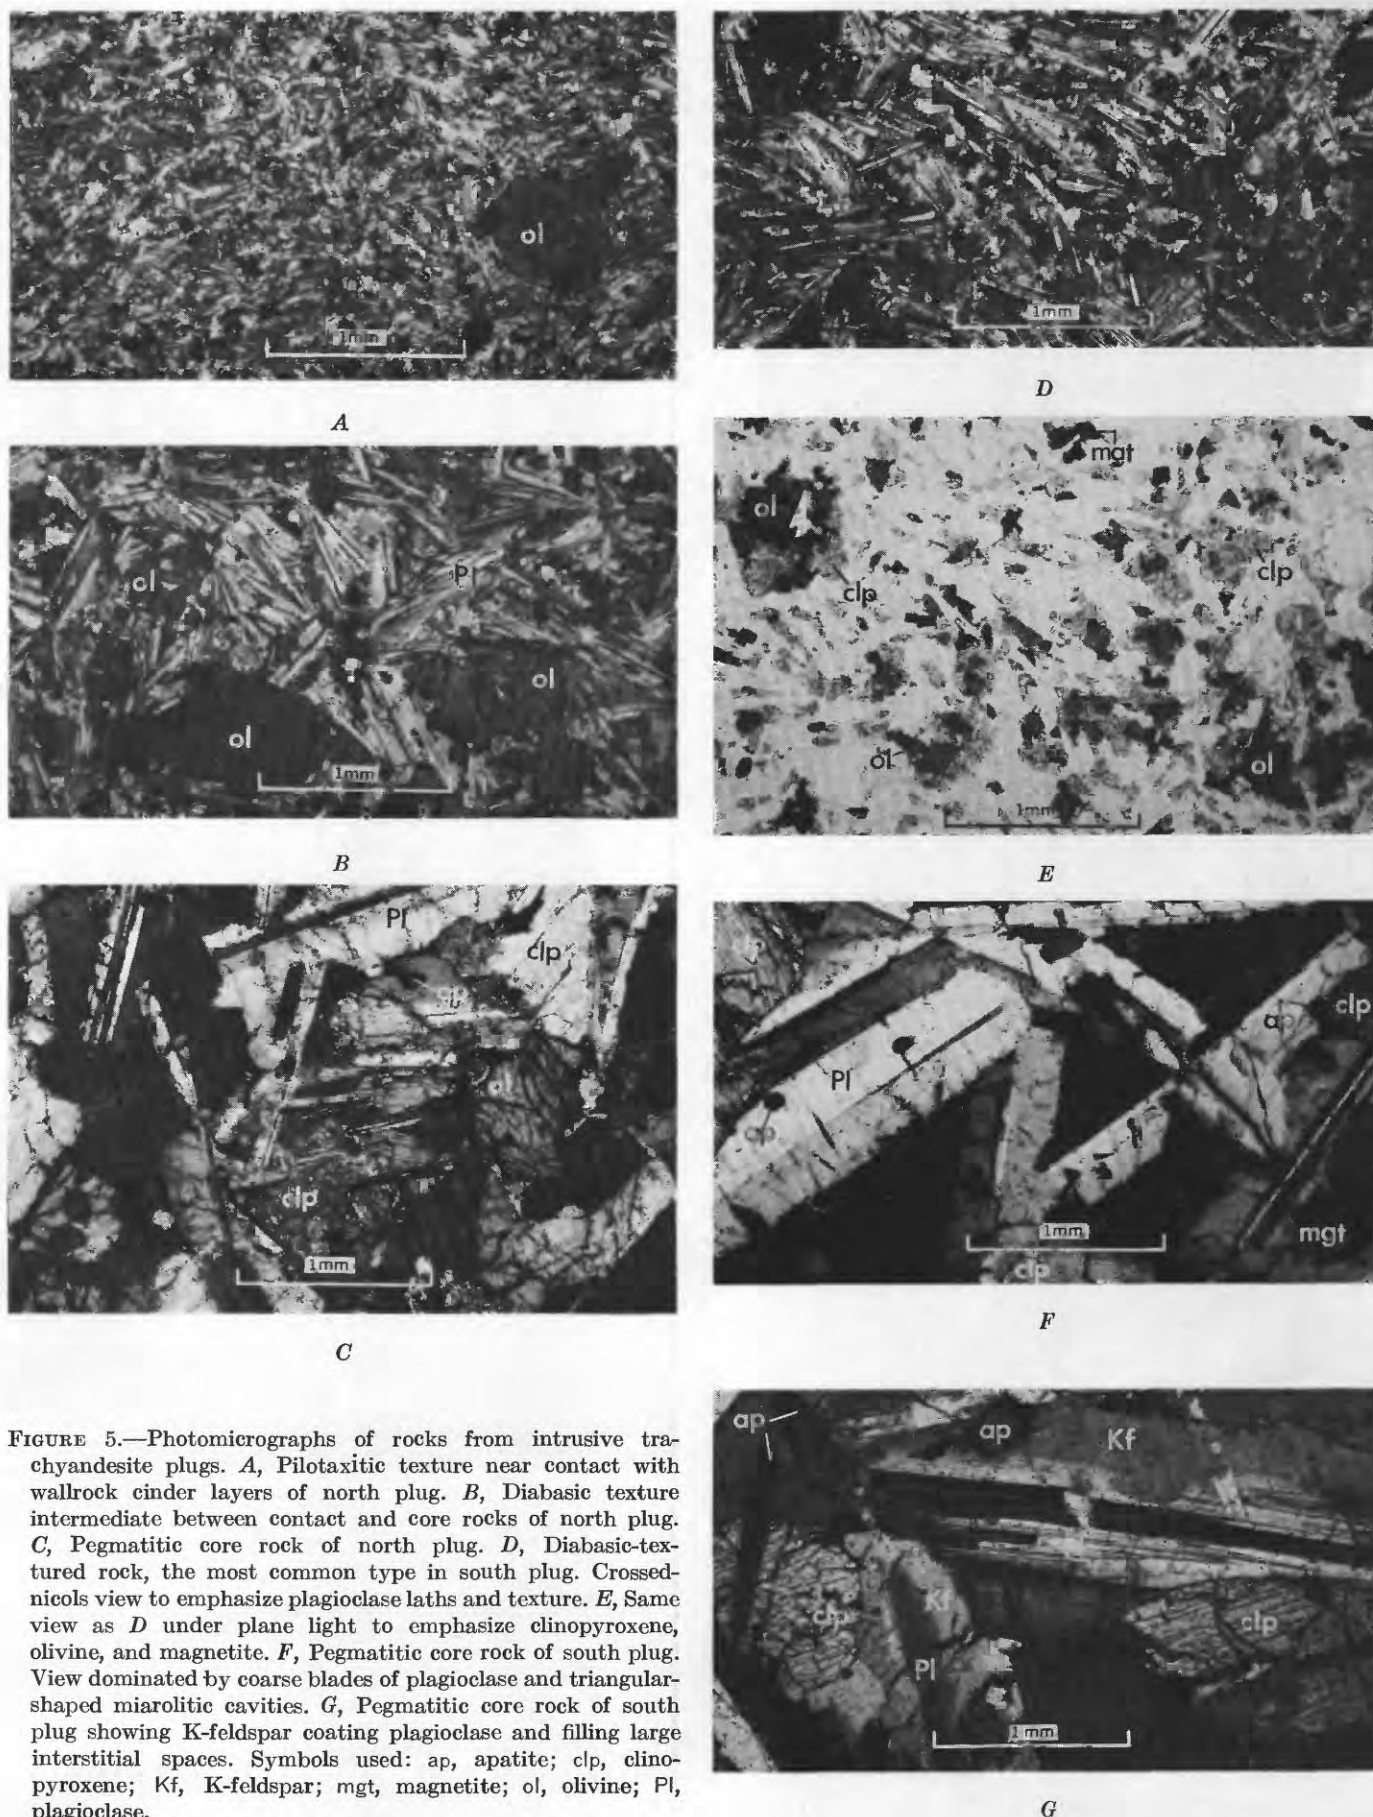 ol
1mm
A
ol
Pl
ol
ol
1mm
B
Pl
clp
ap
clp
1mm
C
FIGURE 5.—Photomicrographs of rocks from intrusive tra-
chyandesite plugs. A, Pilotaxitic texture near contact with
wallrock cinder layers of north plug. B, Diabasic texture
intermediate between contact and core rocks of north plug.
C, Pegmatitic core rock of north plug. D, Diabasic-tex-
tured rock, the most common type in south plug. Crossed-
nicols view to emphasize plagioclase laths and texture. E, Same
view as D under plane light to emphasize clinopyroxene,
olivine, and magnetite. F, Pegmatitic core rock of south plug.
View dominated by coarse blades of plagioclase and triangular-
shaped miarolitic cavities. G, Pegmatitic core rock of south
plug showing K-feldspar coating plagioclase and filling large
interstitial spaces. Symbols used: ap, apatite; clp, clino-
pyroxene; Kf, K-feldspar; mgt, magnetite; ol, olivine; Pl,
plagioclase.
1mm
D
mgt
ol
clp
clp
ol
ol
1mm
E
ap
clp
Pl
ap
mgt
1mm
clp
F
ap
ap
Kf
clp
Kf
clp
Pl
1mm
G